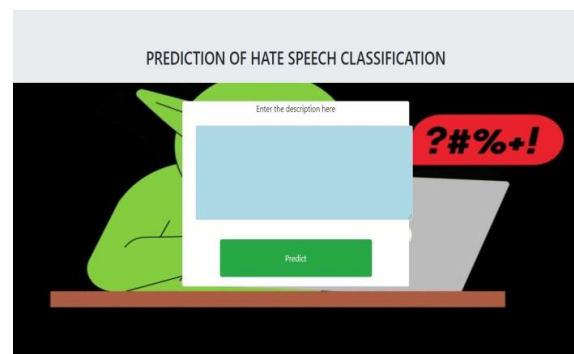 PREDICTION OF HATE SPEECH CLASSIFICATION
Enter the description here
?#%+!
Predict